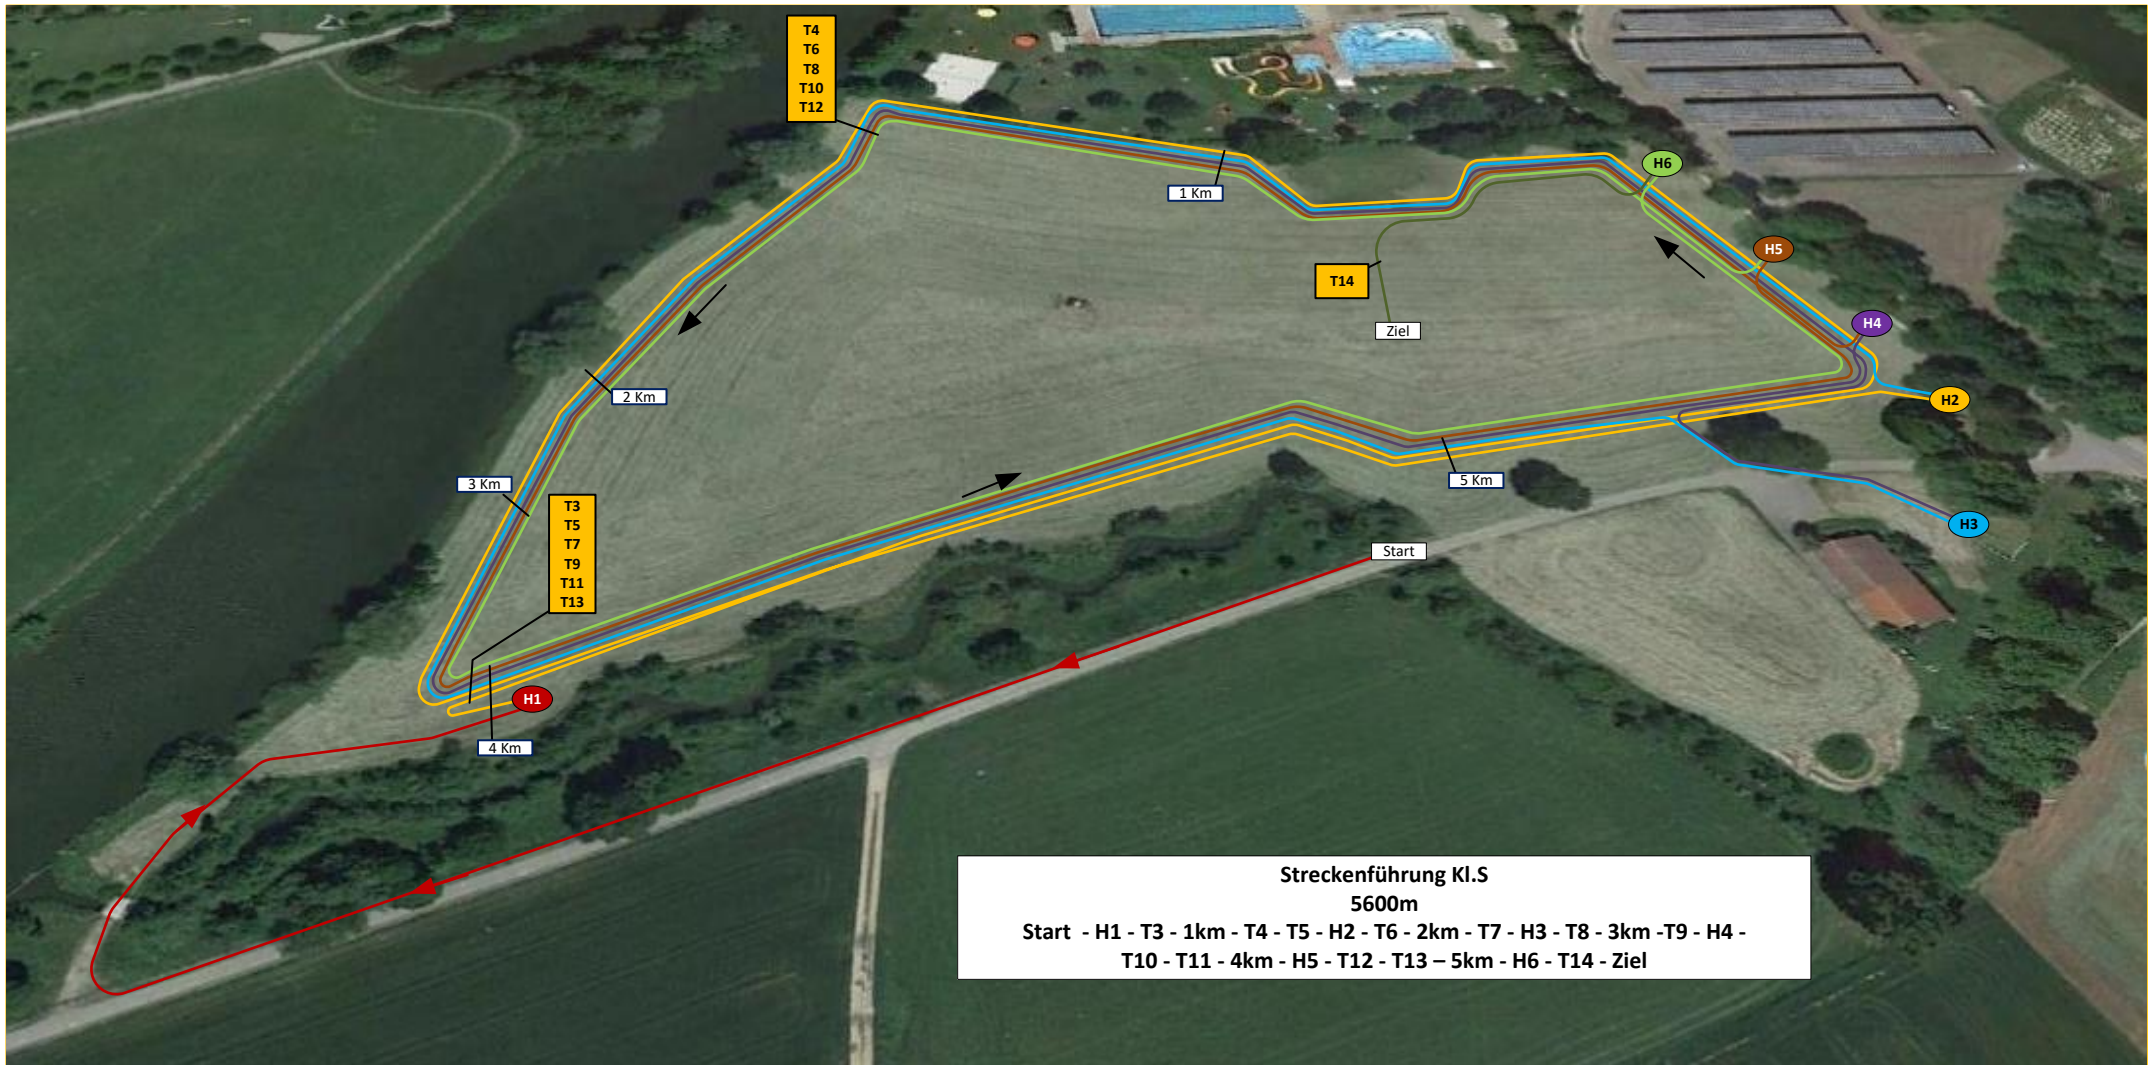 T4
T6
T8
T10
T12
H6
1 Km
H5
T14
H4
Ziel
2 Km
H2
3 Km
5 Km
T3
T5
T7
T9
T11
T13
H3
Start
H1
4 Km
Streckenführung Kl.S
5600m
Start - H1 - T3 - 1km - T4 - T5 - H2 - T6 - 2km - T7 - H3 - T8 - 3km -T9 - H4 -
T10 - T11 - 4km - H5 - T12 - T13 – 5km - H6 - T14 - Ziel